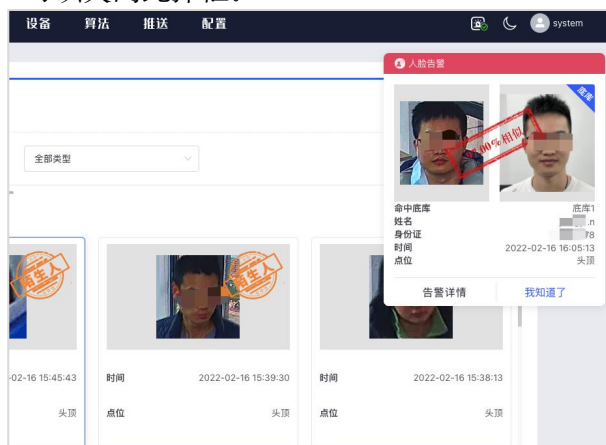 设备 算法 推送 配置 system
人脸告警
底库
00%相似
全部类型
命中底库 底库1
姓名 .n
身份证 78
时间 2022-02-16 16:05:13
点位 头顶
告警详情 我知道了
陌生人 陌生人
-02-16 15:45:43 时间 2022-02-16 15:39:30 时间 2022-02-16 15:38:13
头顶 点位 头顶 点位 头顶